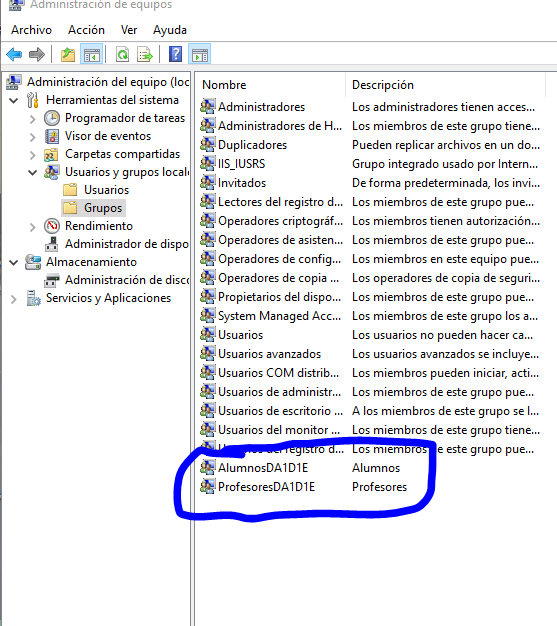 Administración de equipos
Archivo Acción Ver Ayuda
Administración del equipo (loc
Herramientas del sistema
Programador de tareas
Visor de eventos
Carpetas compartidas
Usuarios y grupos locale
Usuarios
Grupos
Rendimiento
Administrador de dispo
Almacenamiento
Administración de disco
Servicios y Aplicaciones
Nombre Descripción
Administradores Los administradores tienen acces...
Administradores de H... Los miembros de este grupo tiene...
Duplicadores Pueden replicar archivos en un do...
IIS_IUSRS Grupo integrado usado por Intern...
Invitados De forma predeterminada, los invi...
Lectores del registro d... Los miembros de este grupo pue...
Operadores criptográf... Los miembros tienen autorización...
Operadores de asisten... Los miembros de este grupo pue...
Operadores de config... Los miembros en este equipo pue...
Operadores de copia ... Los operadores de copia de seguri...
Propietarios del dispo... Los miembros de este grupo pue...
System Managed Acc... Los miembros de este grupo los a...
Usuarios Los usuarios no pueden hacer ca...
Usuarios avanzados Los usuarios avanzados se incluye...
Usuarios COM distrib... Los miembros pueden iniciar, acti...
Usuarios de administr... Los miembros de este grupo pue...
Usuarios de escritorio ... A los miembros de este grupo se l...
Usuarios del monitor ... Los miembros de este grupo tiene...
Usuarios del registro d... Los miembros de este grupo pue...
AlumnosDA1D1E Alumnos
ProfesoresDA1D1E Profesores